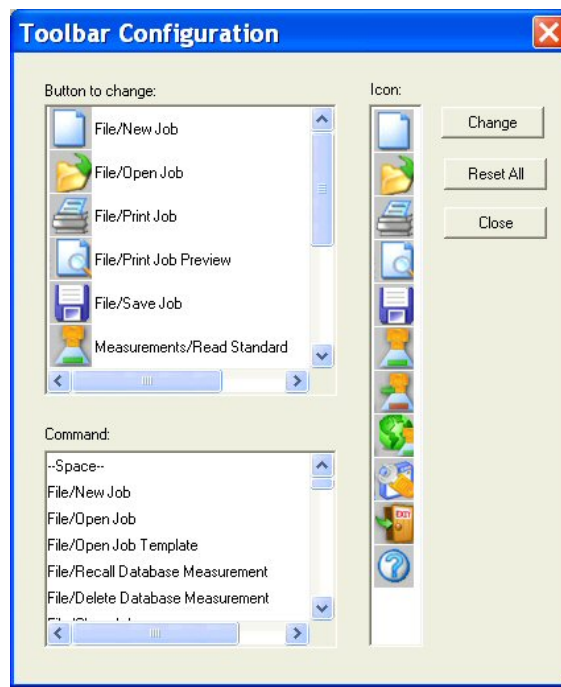 Toolbar Configuration
Button to change:
File/New Job
File/Open Job
File/Print Job
File/Print Job Preview
File/Save Job
Measurements/Read Standard
Command:
--Space--
File/New Job
File/Open Job
File/Open Job Template
File/Recall Database Measurement
File/Delete Database Measurement
Icon:
EXIT
Change
Reset All
Close